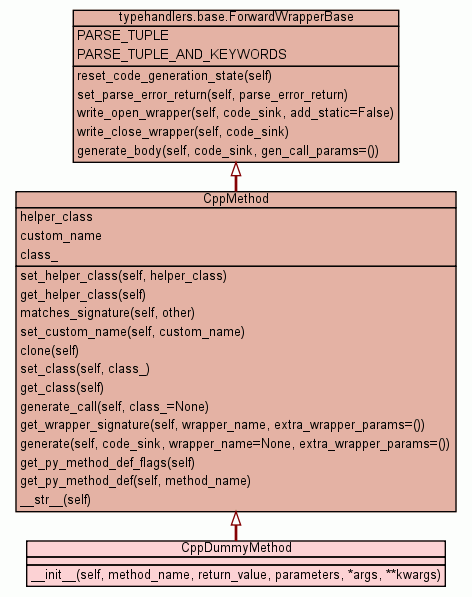 typehandlers.base.ForwardWrapperBase
PARSE_TUPLE
PARSE_TUPLE_AND_KEYWORDS
reset_code_generation_state(self)
set_parse_error_return(self, parse_error_return)
write_open_wrapper(self, code_sink, add_static=False)
write_close_wrapper(self, code_sink)
generate_body(self, code_sink, gen_call_params=())
CppMethod
helper_class
custom_name
class_
set_helper_class(self, helper_class)
get_helper_class(self)
matches_signature(self, other)
set_custom_name(self, custom_name)
clone(self)
set_class(self, class_)
get_class(self)
generate_call(self, class_=None)
get_wrapper_signature(self, wrapper_name, extra_wrapper_params=())
generate(self, code_sink, wrapper_name=None, extra_wrapper_params=())
get_py_method_def_flags(self)
get_py_method_def(self, method_name)
__str__(self)
CppDummyMethod
__init__(self, method_name, return_value, parameters, *args, **kwargs)